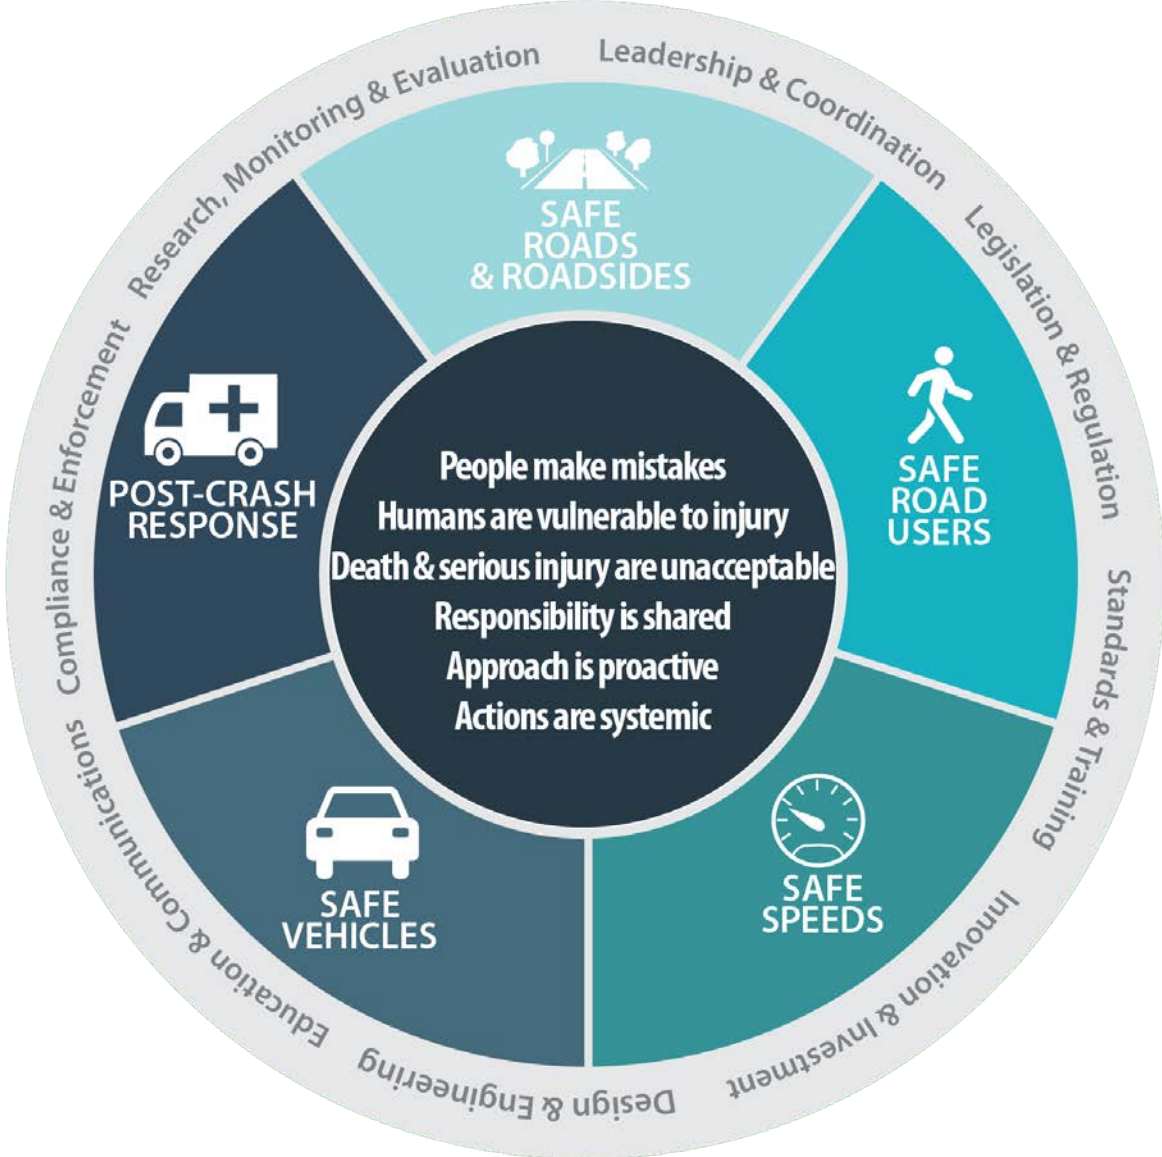 Leadership & Coordination
Legislation & Regulation
Standards & Training
Innovation & Investment
Design & Engineering
Education & Communications
Compliance & Enforcement
Research, Monitoring & Evaluation
SAFE
ROADS
& ROADSIDES
SAFE
ROAD
USERS
SAFE
SPEEDS
SAFE
VEHICLES
POST-CRASH
RESPONSE
People make mistakes
Humans are vulnerable to injury
Death & serious injury are unacceptable
Responsibility is shared
Approach is proactive
Actions are systemic